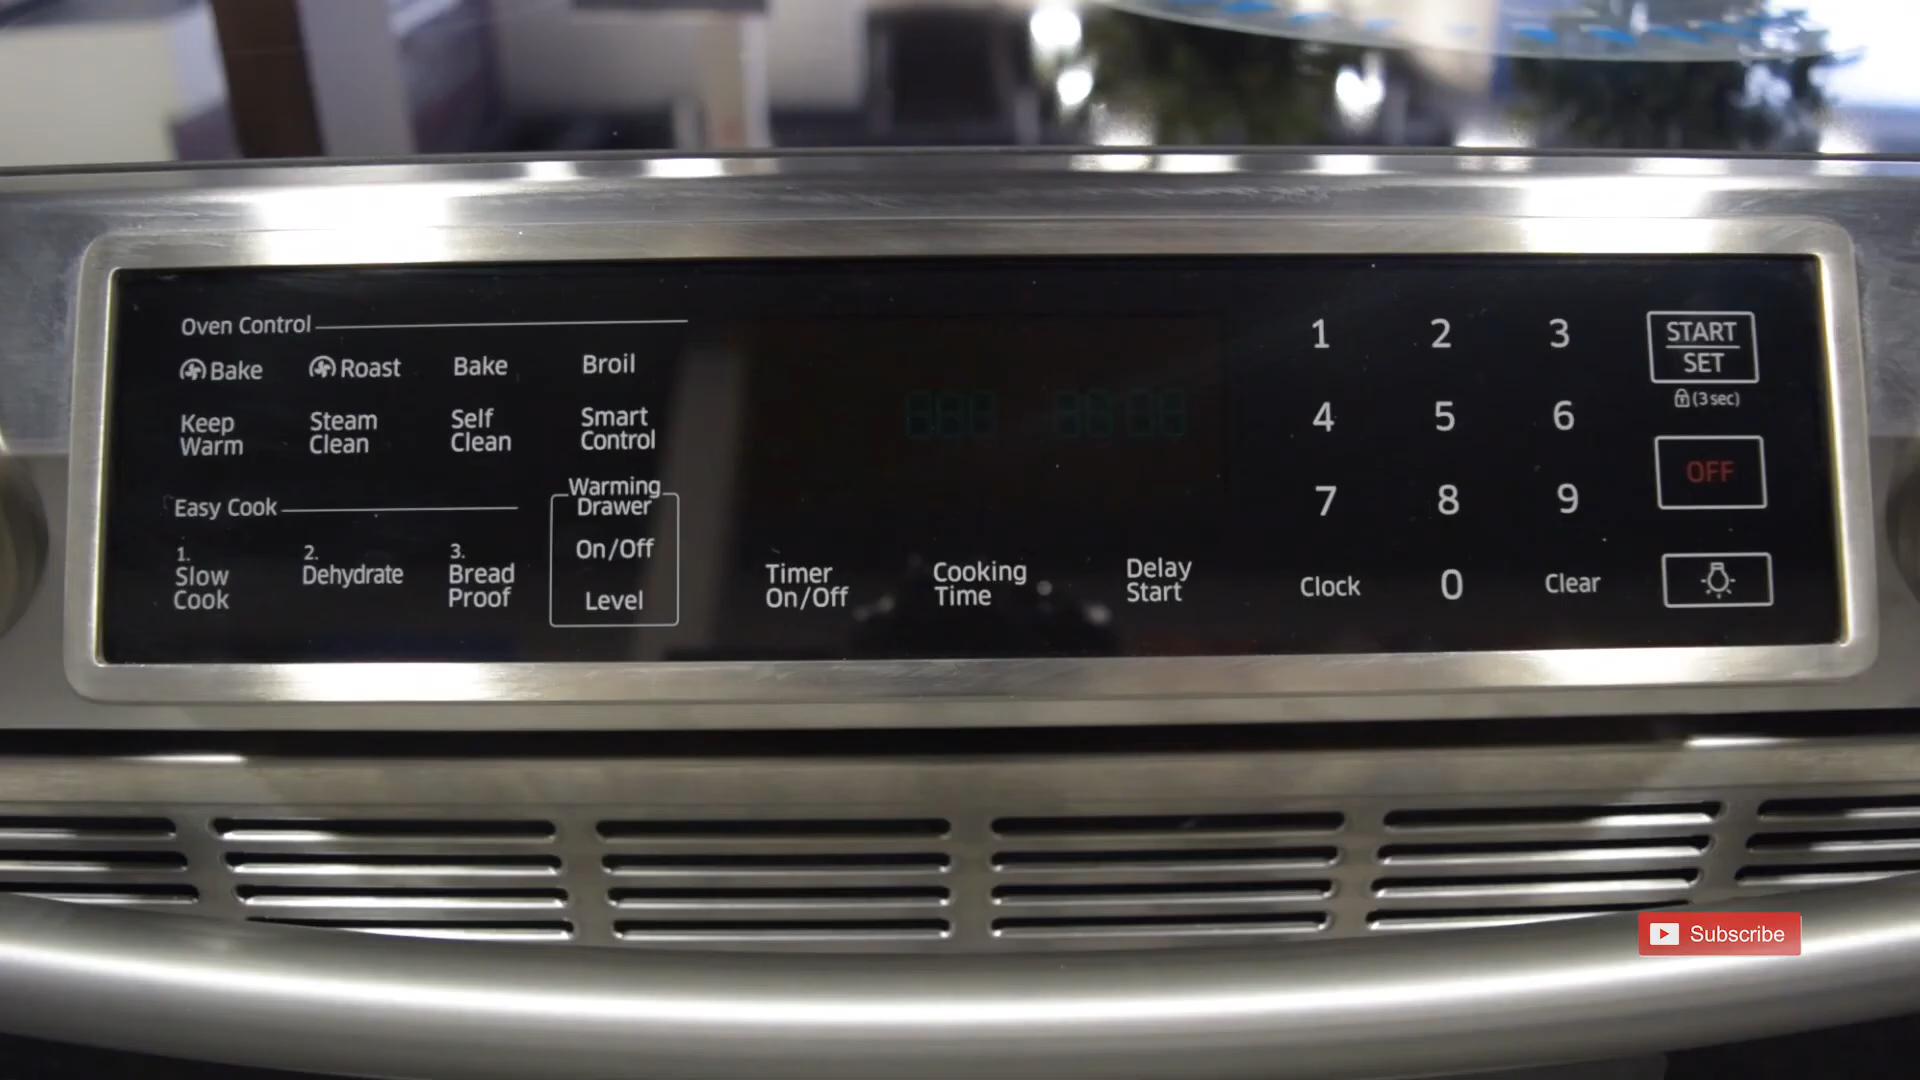 Oven Control
Bake Roast Bake Broil
Keep Warm
Steam Clean
Self Clean
Smart Control
Easy Cook
1. Slow Cook
2. Dehydrate
3. Bread Proof
Warming Drawer
On/Off
Level
Timer On/Off
Cooking Time
Delay Start
1 2 3
4 5 6
7 8 9
Clock 0 Clear
START
SET
(3 sec)
OFF
Subscribe